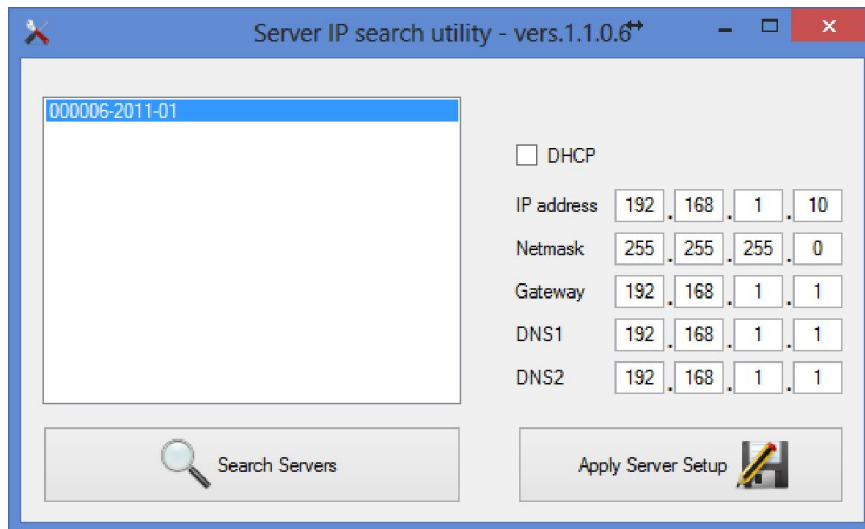 Server IP search utility - vers.1.1.0.6
000006-2011-01
DHCP
IP address 192 . 168 . 1 . 10
Netmask 255 . 255 . 255 . 0
Gateway 192 . 168 . 1 . 1
DNS1 192 . 168 . 1 . 1
DNS2 192 . 168 . 1 . 1
Search Servers
Apply Server Setup